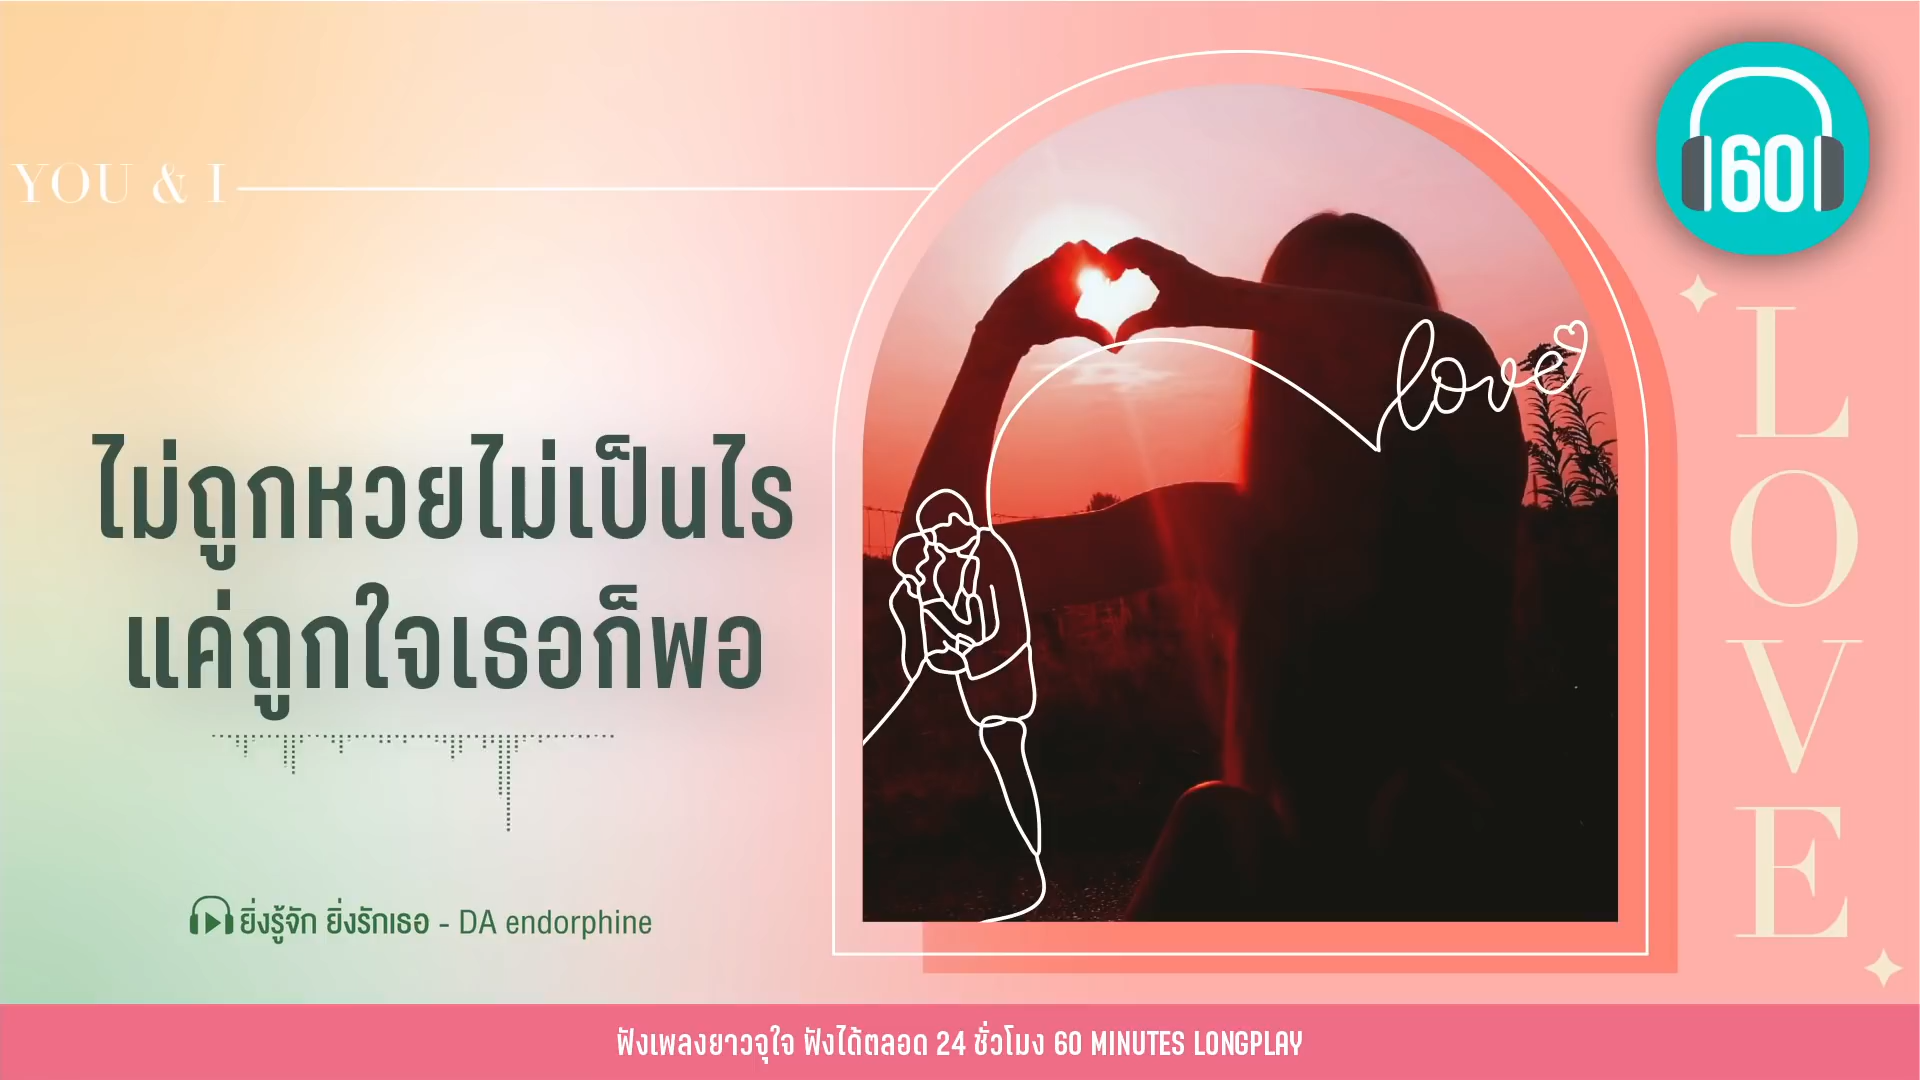 YOU & I
60
love
LOVE
ไม่ถูกหวยไม่เป็นไร
แค่ถูกใจเธอก็พอ
ยิ่งรู้จัก ยิ่งรักเธอ - DA endorphine
ฟังเพลงยาวจุใจ ฟังได้ตลอด 24 ชั่วโมง 60 MINUTES LONGPLAY